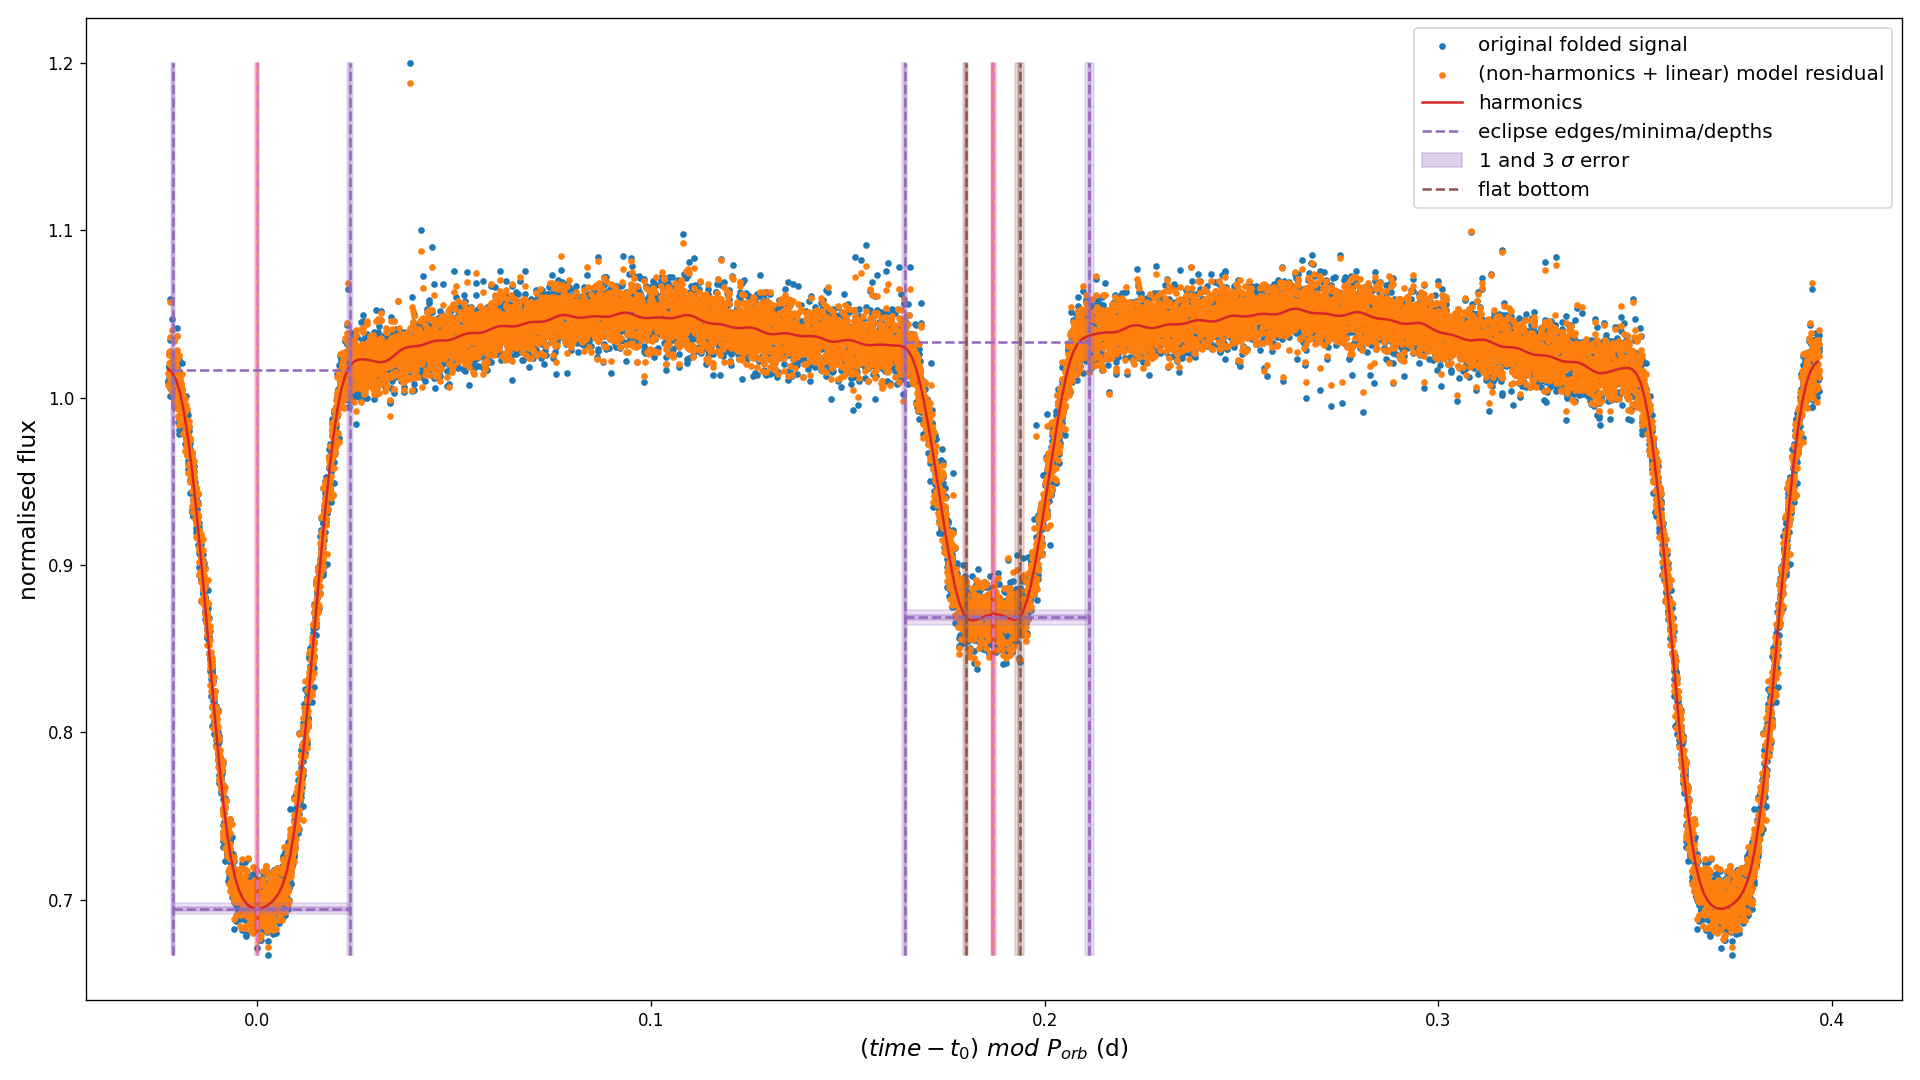 original folded signal
(non-harmonics + linear) model residual
harmonics
eclipse edges/minima/depths
1 and 3 σ error
flat bottom
normalised flux
1.2
1.1
1.0
0.9
0.8
0.7
0.0 0.1 0.2 0.3 0.4
(time − t₀) mod Pₒᵣb (d)